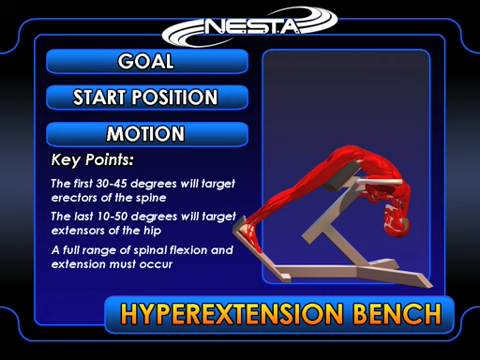 N.E.S.T.A.
GOAL
START POSITION
MOTION
Key Points:
The first 30-45 degrees will target
erectors of the spine
The last 10-50 degrees will target
extensors of the hip
A full range of spinal flexion and
extension must occur
HYPEREXTENSION BENCH